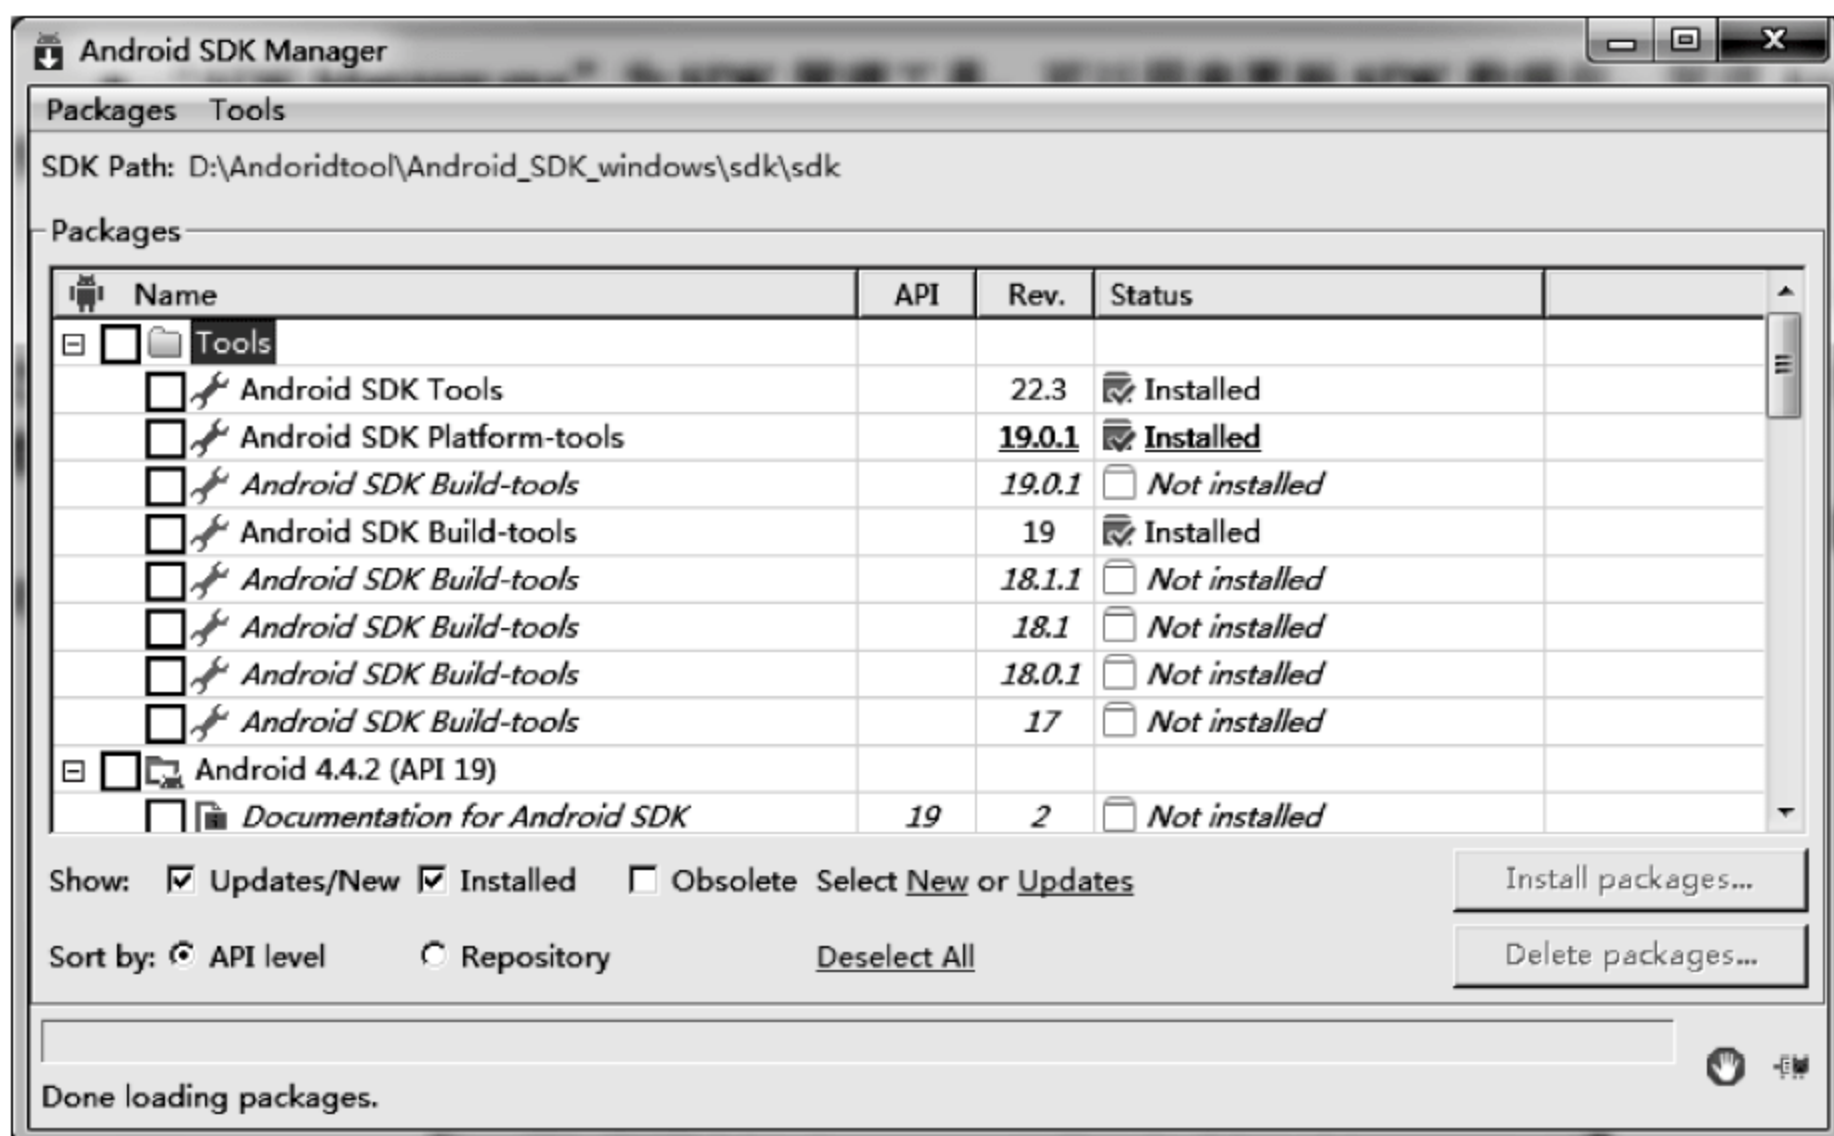 Android SDK Manager
Packages Tools
SDK Path: D:\Andoridtool\Android_SDK_windows\sdk\sdk
Packages
Name API Rev. Status
Tools
Android SDK Tools 22.3 Installed
Android SDK Platform-tools 19.0.1 Installed
Android SDK Build-tools 19.0.1 Not installed
Android SDK Build-tools 19 Installed
Android SDK Build-tools 18.1.1 Not installed
Android SDK Build-tools 18.1 Not installed
Android SDK Build-tools 18.0.1 Not installed
Android SDK Build-tools 17 Not installed
Android 4.4.2 (API 19)
Documentation for Android SDK 19 2 Not installed
Show: Updates/New Installed Obsolete Select New or Updates Install packages...
Sort by: API level Repository Deselect All Delete packages...
Done loading packages.